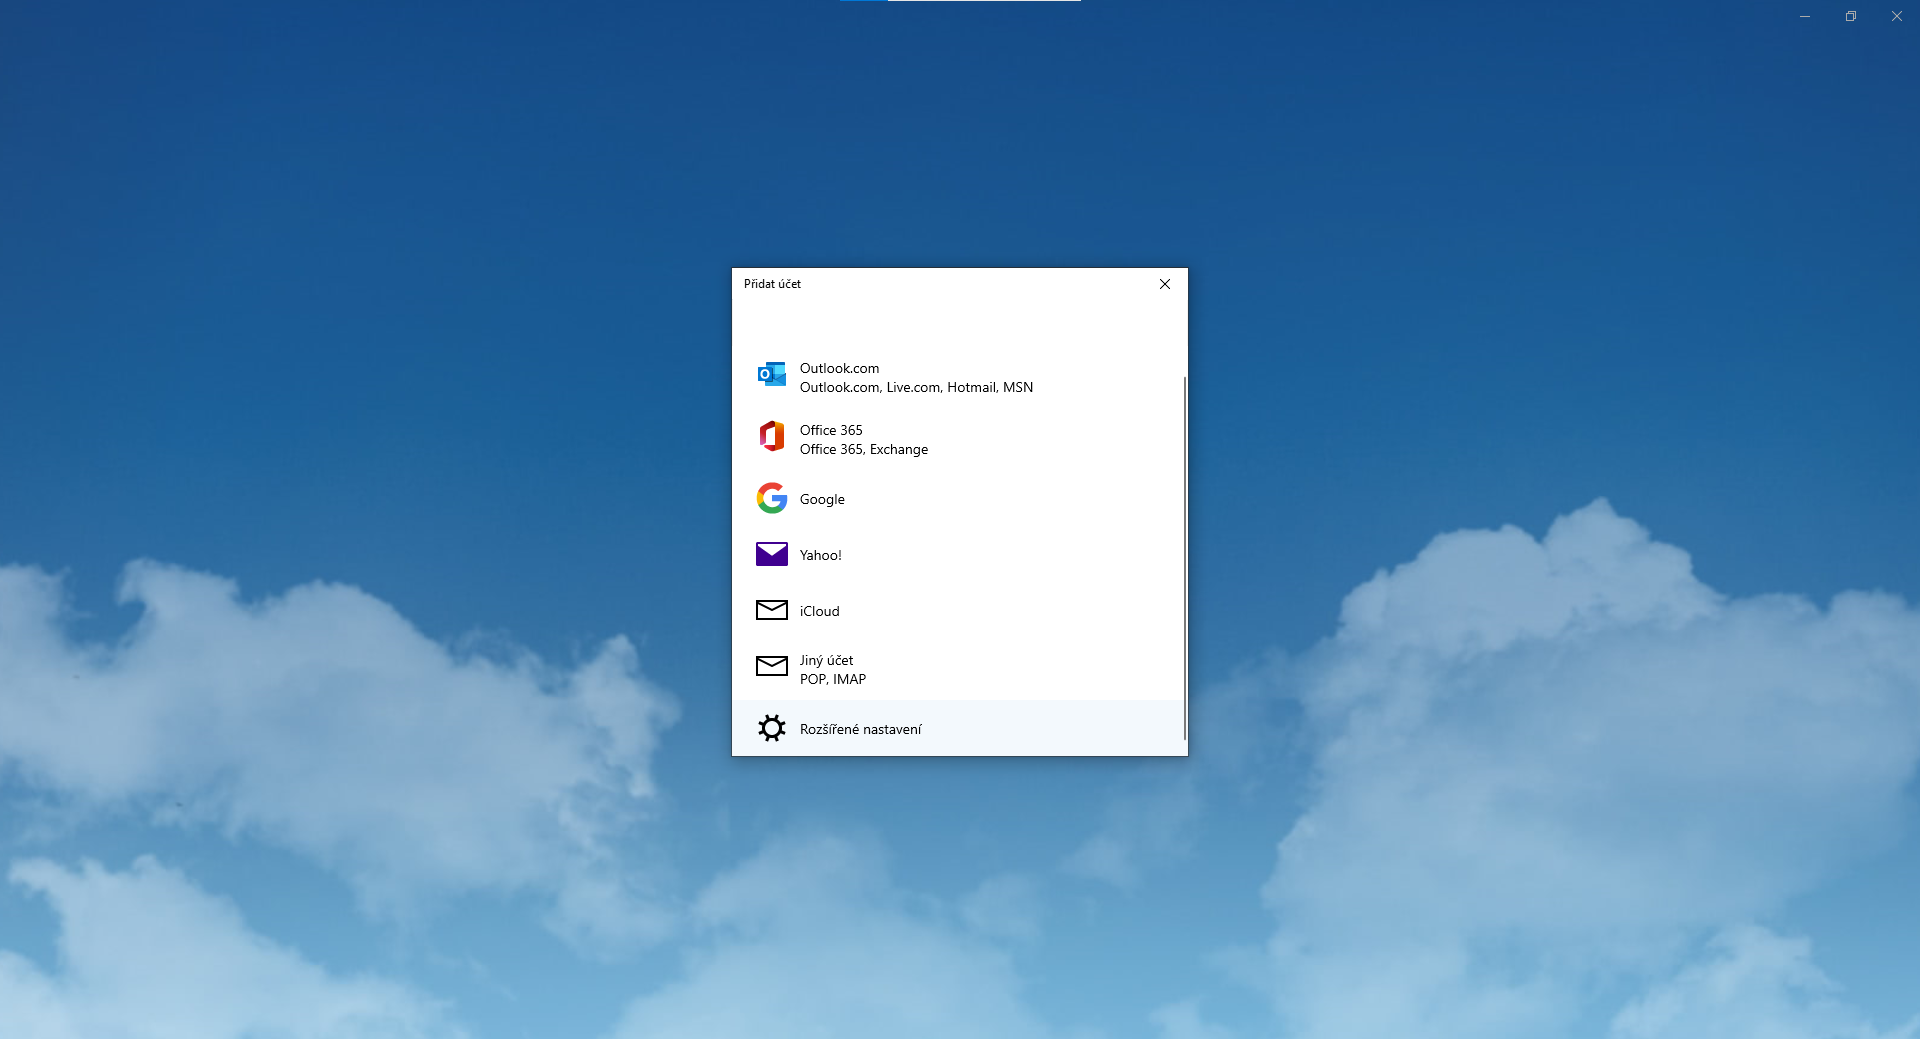 Přidat účet
Outlook.com
Outlook.com, Live.com, Hotmail, MSN
Office 365
Office 365, Exchange
Google
Yahoo!
iCloud
Jiný účet
POP, IMAP
Rozšířené nastavení